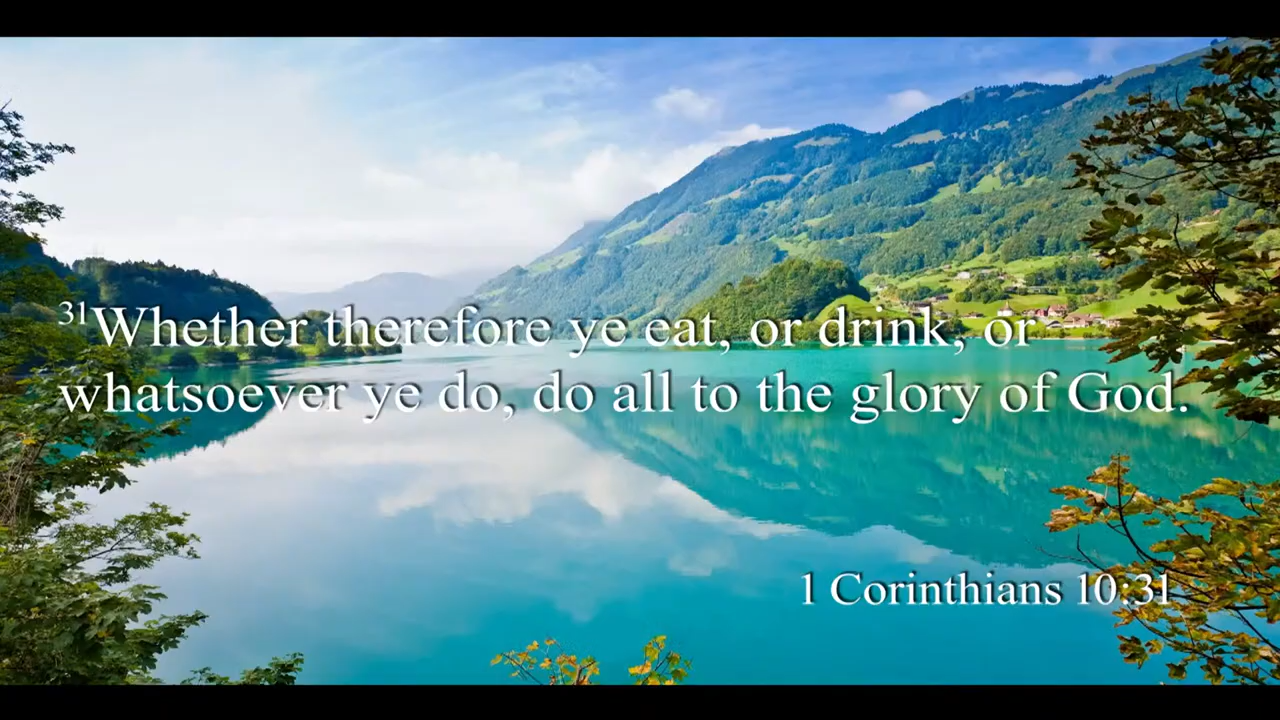 ³¹Whether therefore ye eat, or drink, or
whatsoever ye do, do all to the glory of God.
1 Corinthians 10:31